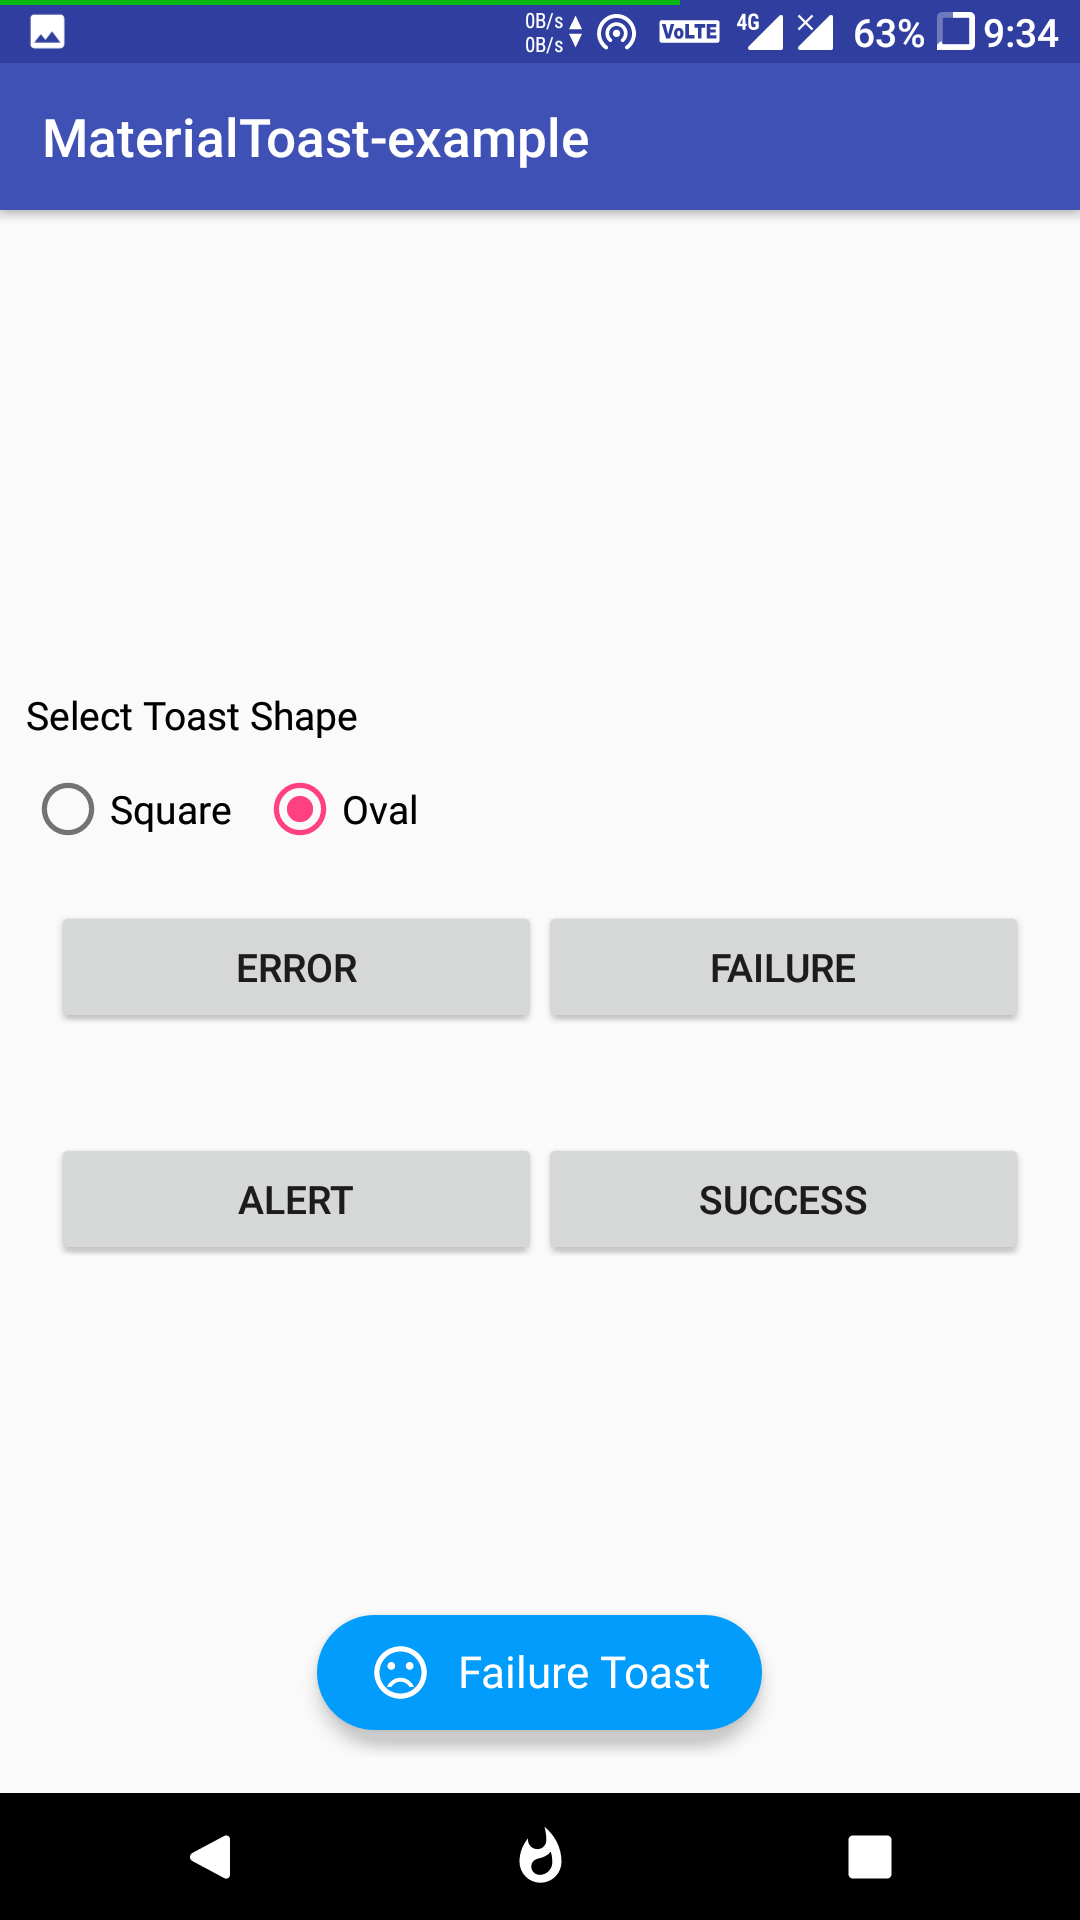 0B/s
0B/s
VoLTE
4G
63%
9:34
MaterialToast-example
Select Toast Shape
Square
Oval
ERROR
FAILURE
ALERT
SUCCESS
Failure Toast